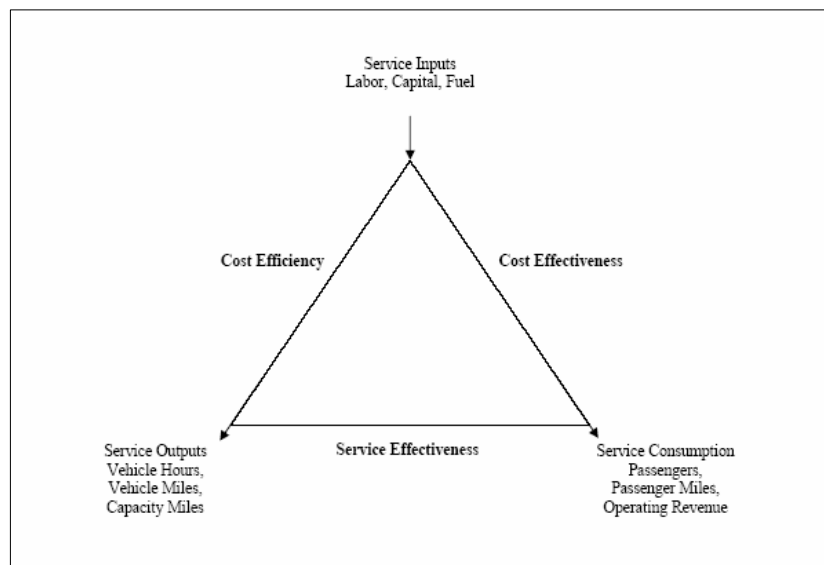 Service Inputs
Labor, Capital, Fuel
Cost Efficiency
Cost Effectiveness
Service Effectiveness
Service Outputs
Vehicle Hours,
Vehicle Miles,
Capacity Miles
Service Consumption
Passengers,
Passenger Miles,
Operating Revenue